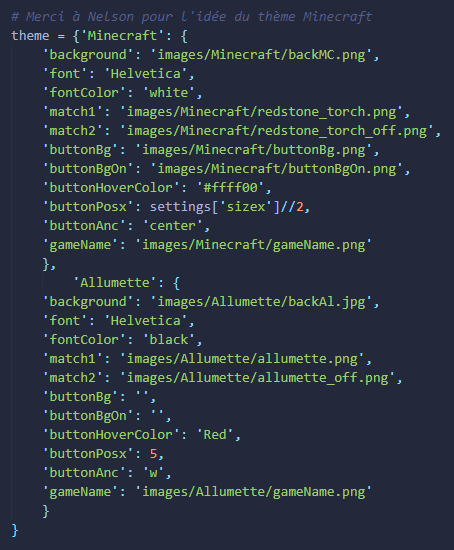 # Merci à Nelson pour l'idée du thème Minecraft
theme = {'Minecraft': {
    'background': 'images/Minecraft/backMC.png',
    'font': 'Helvetica',
    'fontColor': 'white',
    'match1': 'images/Minecraft/redstone_torch.png',
    'match2': 'images/Minecraft/redstone_torch_off.png',
    'buttonBg': 'images/Minecraft/buttonBg.png',
    'buttonBgOn': 'images/Minecraft/buttonBgOn.png',
    'buttonHoverColor': '#ffff00',
    'buttonPosx': settings['sizex']//2,
    'buttonAnc': 'center',
    'gameName': 'images/Minecraft/gameName.png'
    },
        'Allumette': {
    'background': 'images/Allumette/backAl.jpg',
    'font': 'Helvetica',
    'fontColor': 'black',
    'match1': 'images/Allumette/allumette.png',
    'match2': 'images/Allumette/allumette_off.png',
    'buttonBg': '',
    'buttonBgOn': '',
    'buttonHoverColor': 'Red',
    'buttonPosx': 5,
    'buttonAnc': 'w',
    'gameName': 'images/Allumette/gameName.png'
    }
}